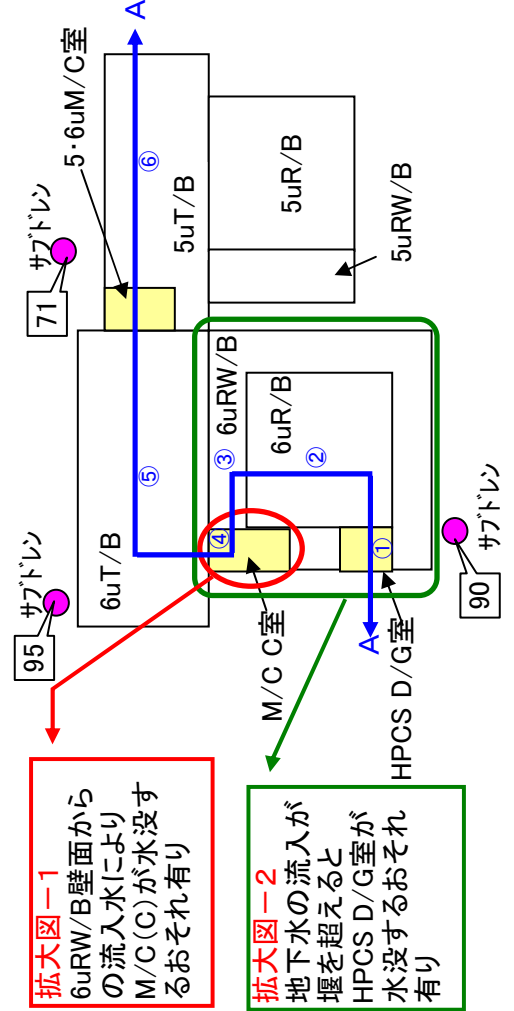 拡大図－1
6uRW/B壁面から
の流入水により
M/C(C)が水没す
るおそれ有り
拡大図－2
地下水の流入が
堰を超えると
HPCS D/G室が
水没するおそれ
有り
95
サブドレン
71
サブドレン
90
サブドレン
5・6uM/C室
6uT/B
5uT/B
6uRW/B
6uR/B
5uR/B
5uRW/B
M/C C室
HPCS D/G室
A
A
①
②
③
④
⑤
⑥